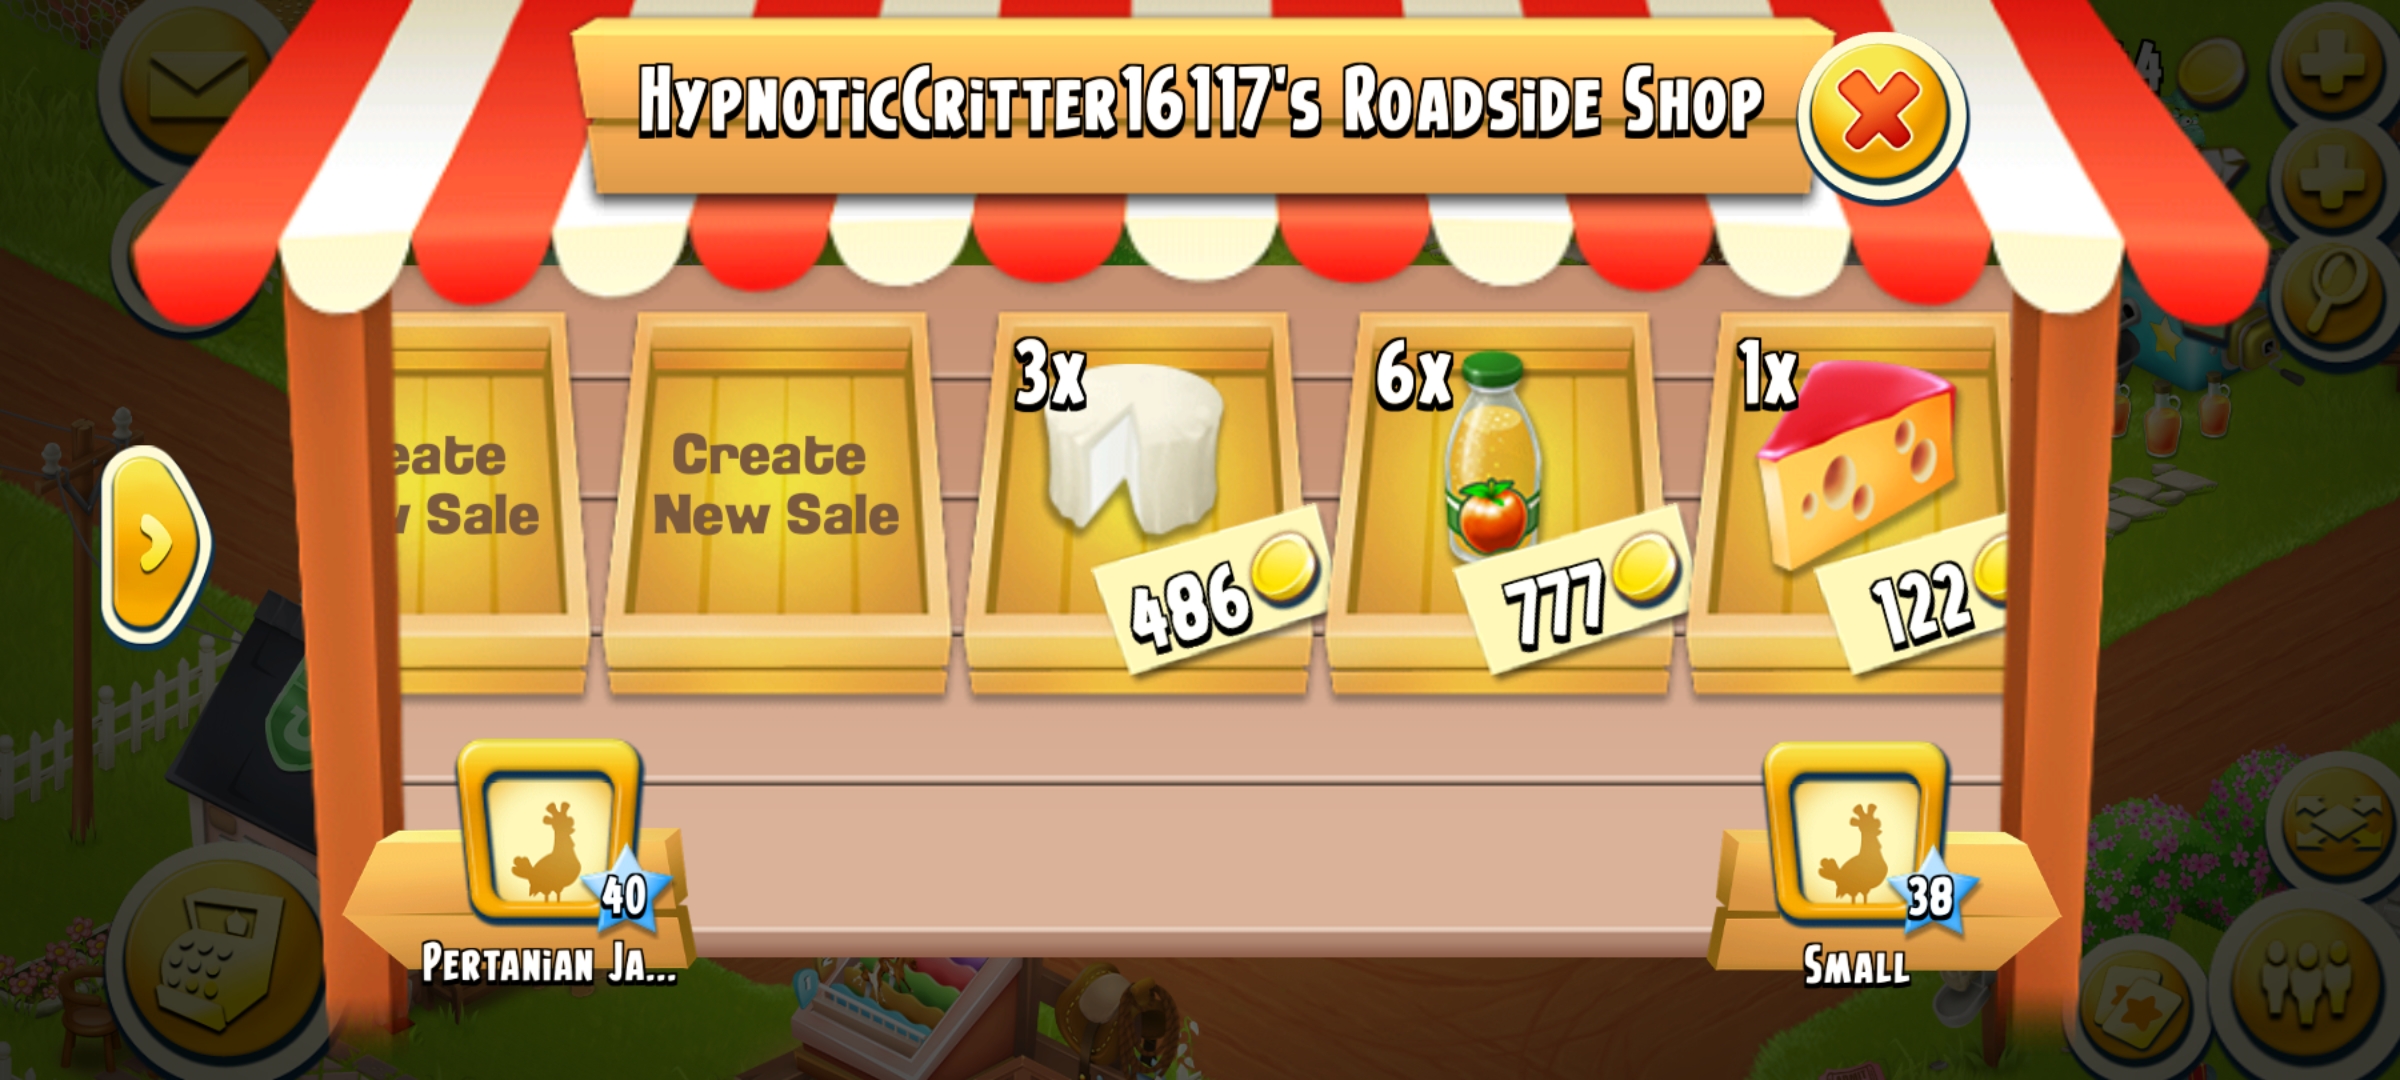 HypnoticCritter16117's Roadside Shop
4
eate
Sale
Create
New Sale
3x
486
6x
777
1x
122
40
Pertanian Ja...
38
Small